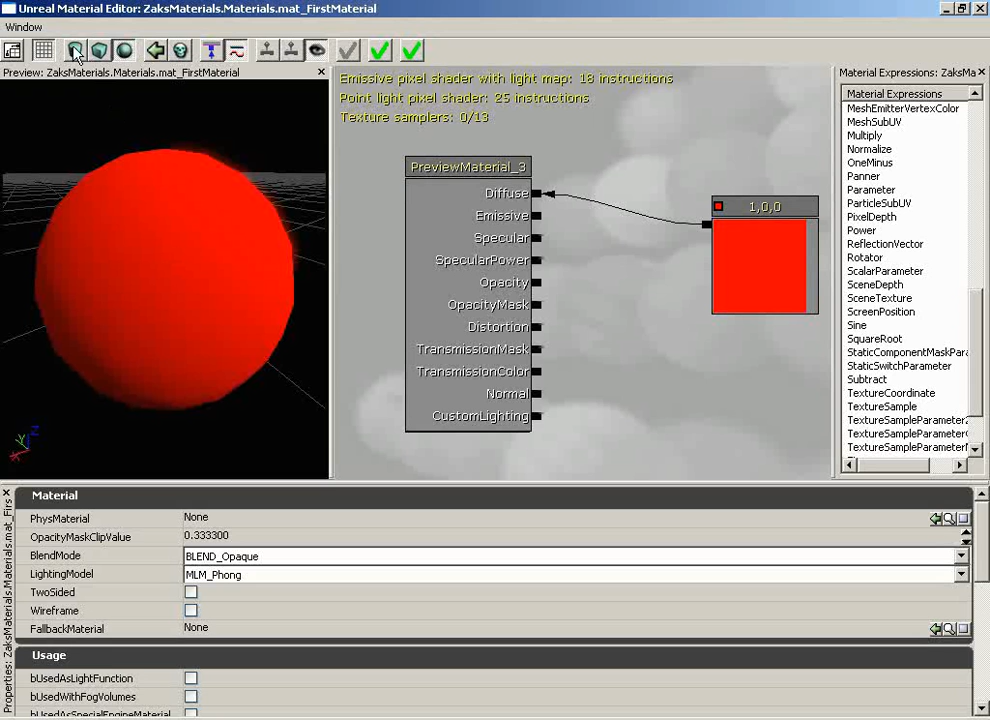 Unreal Material Editor: ZaksMaterials.Materials.mat_FirstMaterial
Window
Preview: ZaksMaterials.Materials.mat_FirstMaterial
Emissive pixel shader with light map: 18 instructions
Point light pixel shader: 25 instructions
Texture samplers: 0/13
PreviewMaterial_3
Diffuse
Emissive
Specular
SpecularPower
Opacity
OpacityMask
Distortion
TransmissionMask
TransmissionColor
Normal
CustomLighting
1,0,0
Material Expressions: ZaksMa
Material Expressions
MeshEmitterVertexColor
MeshSubUV
Multiply
Normalize
OneMinus
Panner
Parameter
ParticleSubUV
PixelDepth
Power
ReflectionVector
Rotator
ScalarParameter
SceneDepth
SceneTexture
ScreenPosition
Sine
SquareRoot
StaticComponentMaskPara
StaticSwitchParameter
Subtract
TextureCoordinate
TextureSample
TextureSampleParameter2
TextureSampleParameter
TextureSampleParameter
Y
Z
X
Properties: ZaksMaterials.Materials.mat_Firs
Material
PhysMaterial None
OpacityMaskClipValue 0.333300
BlendMode BLEND_Opaque
LightingModel MLM_Phong
TwoSided
Wireframe
FallbackMaterial None
Usage
bUsedAsLightFunction
bUsedWithFogVolumes
bUsedAsSpecialEngineMaterial